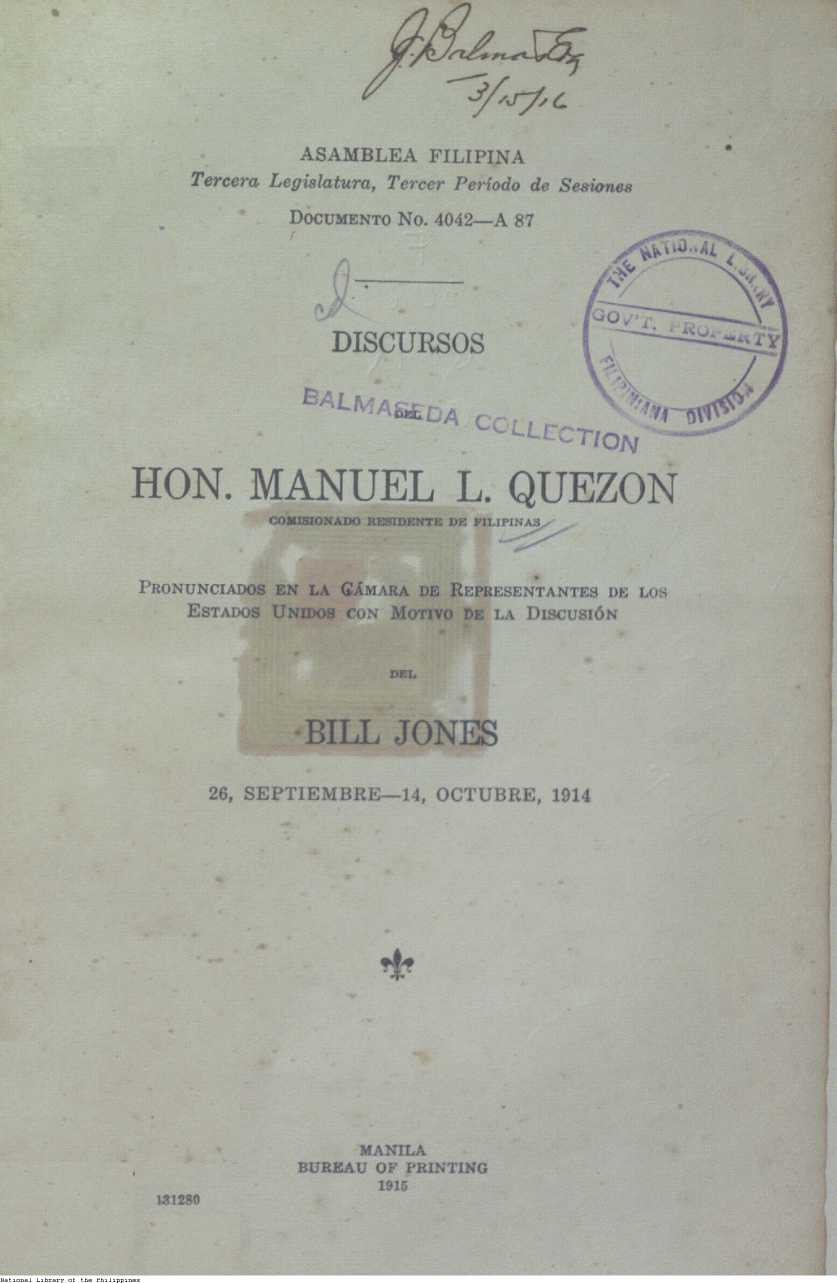 J. Balmaseda
3/15/16
ASAMBLEA FILIPINA
Tercera Legislatura, Tercer Período de Sesiones
DOCUMENTO NO. 4042—A 87
THE NATIONAL LIBRARY
GOV'T. PROPERTY
FILIPINIANA DIVISION
DISCURSOS
DEL
BALMASEDA COLLECTION
HON. MANUEL L. QUEZON
COMISIONADO RESIDENTE DE FILIPINAS
PRONUNCIADOS EN LA CÁMARA DE REPRESENTANTES DE LOS
ESTADOS UNIDOS CON MOTIVO DE LA DISCUSIÓN
DEL
BILL JONES
26, SEPTIEMBRE—14, OCTUBRE, 1914
MANILA
BUREAU OF PRINTING
1915
131280
National Library of the Philippines